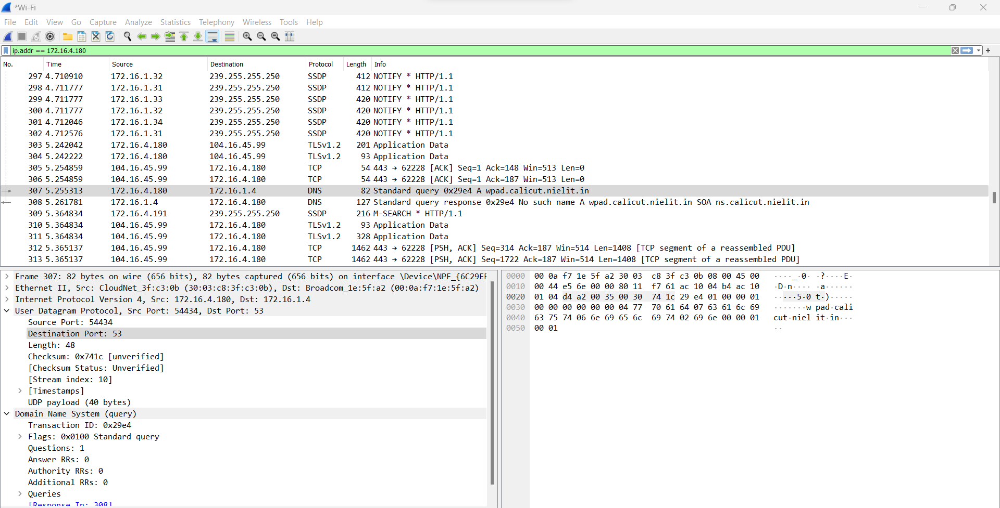 *Wi-Fi
File Edit View Go Capture Analyze Statistics Telephony Wireless Tools Help
ip.addr == 172.16.4.180
No. Time Source Destination Protocol Length Info
297 4.710910 172.16.1.32 239.255.255.250 SSDP 412 NOTIFY * HTTP/1.1
298 4.711777 172.16.1.31 239.255.255.250 SSDP 412 NOTIFY * HTTP/1.1
299 4.711777 172.16.1.33 239.255.255.250 SSDP 420 NOTIFY * HTTP/1.1
300 4.711777 172.16.1.32 239.255.255.250 SSDP 420 NOTIFY * HTTP/1.1
301 4.712046 172.16.1.34 239.255.255.250 SSDP 420 NOTIFY * HTTP/1.1
302 4.712576 172.16.1.31 239.255.255.250 SSDP 420 NOTIFY * HTTP/1.1
303 5.242042 172.16.4.180 104.16.45.99 TLSv1.2 201 Application Data
304 5.242222 172.16.4.180 104.16.45.99 TLSv1.2 93 Application Data
305 5.254859 104.16.45.99 172.16.4.180 TCP 54 443 → 62228 [ACK] Seq=1 Ack=148 Win=513 Len=0
306 5.254859 104.16.45.99 172.16.4.180 TCP 54 443 → 62228 [ACK] Seq=1 Ack=187 Win=513 Len=0
307 5.255313 172.16.4.180 172.16.1.4 DNS 82 Standard query 0x29e4 A wpad.calicut.nielit.in
308 5.261781 172.16.1.4 172.16.4.180 DNS 127 Standard query response 0x29e4 No such name A wpad.calicut.nielit.in SOA ns.calicut.nielit.in
309 5.364834 172.16.4.191 239.255.255.250 SSDP 216 M-SEARCH * HTTP/1.1
310 5.364834 104.16.45.99 172.16.4.180 TLSv1.2 93 Application Data
311 5.364834 104.16.45.99 172.16.4.180 TLSv1.2 328 Application Data
312 5.365137 104.16.45.99 172.16.4.180 TCP 1462 443 → 62228 [PSH, ACK] Seq=314 Ack=187 Win=514 Len=1408 [TCP segment of a reassembled PDU]
313 5.365137 104.16.45.99 172.16.4.180 TCP 1462 443 → 62228 [PSH, ACK] Seq=1722 Ack=187 Win=514 Len=1408 [TCP segment of a reassembled PDU]
Frame 307: 82 bytes on wire (656 bits), 82 bytes captured (656 bits) on interface \Device\NPF_{6C29EF
Ethernet II, Src: CloudNet_3f:c3:0b (30:03:c8:3f:c3:0b), Dst: Broadcom_1e:5f:a2 (00:0a:f7:1e:5f:a2)
Internet Protocol Version 4, Src: 172.16.4.180, Dst: 172.16.1.4
User Datagram Protocol, Src Port: 54434, Dst Port: 53
Source Port: 54434
Destination Port: 53
Length: 48
Checksum: 0x741c [unverified]
[Checksum Status: Unverified]
[Stream index: 10]
[Timestamps]
UDP payload (40 bytes)
Domain Name System (query)
Transaction ID: 0x29e4
Flags: 0x0100 Standard query
Questions: 1
Answer RRs: 0
Authority RRs: 0
Additional RRs: 0
Queries
[Response In: 308]
0000 00 0a f7 1e 5f a2 30 03 c8 3f c3 0b 08 00 45 00 ····_·0· ·?····E·
0010 00 44 e5 6e 00 00 80 11 f7 61 ac 10 04 b4 ac 10 ·D·n···· ·a······
0020 01 04 d4 a2 00 35 00 30 74 1c 29 e4 01 00 00 01 ·····5·0 t·)·····
0030 00 00 00 00 00 00 04 77 70 61 64 07 63 61 6c 69 ·······w pad·cali
0040 63 75 74 06 6e 69 65 6c 69 74 02 69 6e 00 00 01 cut·niel it·in···
0050 00 01 ··